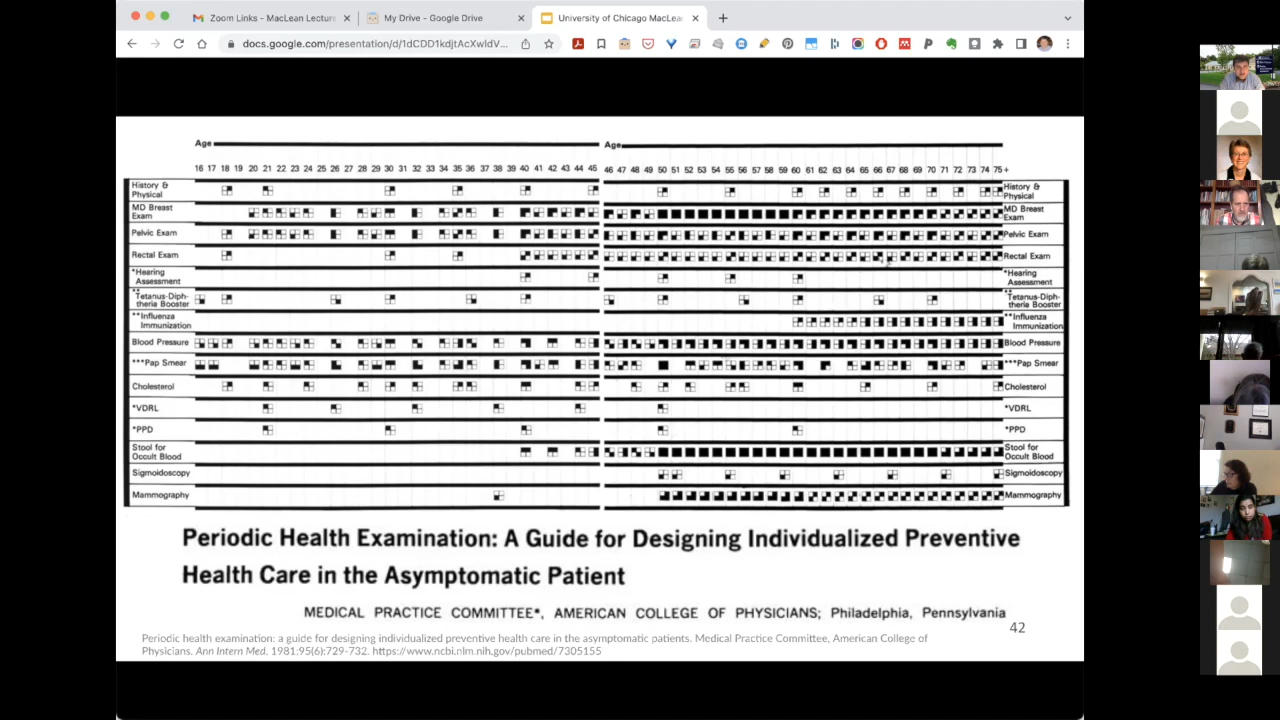 Zoom Links - MacLean Lectur
My Drive - Google Drive
University of Chicago MacLea
docs.google.com/presentation/d/1dCDD1kdjtAcXwldV...
Age
Age
16 17 18 19 20 21 22 23 24 25 26 27 28 29 30 31 32 33 34 35 36 37 38 39 40 41 42 43 44 45
46 47 48 49 50 51 52 53 54 55 56 57 58 59 60 61 62 63 64 65 66 67 68 69 70 71 72 73 74 75+
History &
Physical
History &
Physical
MD Breast
Exam
MD Breast
Exam
Pelvic Exam
Pelvic Exam
Rectal Exam
Rectal Exam
*Hearing
Assessment
*Hearing
Assessment
**
Tetanus-Diph-
theria Booster
**
Tetanus-Diph-
theria Booster
**Influenza
Immunization
**Influenza
Immunization
Blood Pressure
Blood Pressure
***Pap Smear
***Pap Smear
Cholesterol
Cholesterol
*VDRL
*VDRL
*PPD
*PPD
Stool for
Occult Blood
Stool for
Occult Blood
Sigmoidoscopy
Sigmoidoscopy
Mammography
Mammography
Periodic Health Examination: A Guide for Designing Individualized Preventive
Health Care in the Asymptomatic Patient
MEDICAL PRACTICE COMMITTEE*, AMERICAN COLLEGE OF PHYSICIANS; Philadelphia, Pennsylvania
42
Periodic health examination: a guide for designing individualized preventive health care in the asymptomatic patients. Medical Practice Committee, American College of
Physicians. Ann Intern Med. 1981;95(6):729-732. https://www.ncbi.nlm.nih.gov/pubmed/7305155